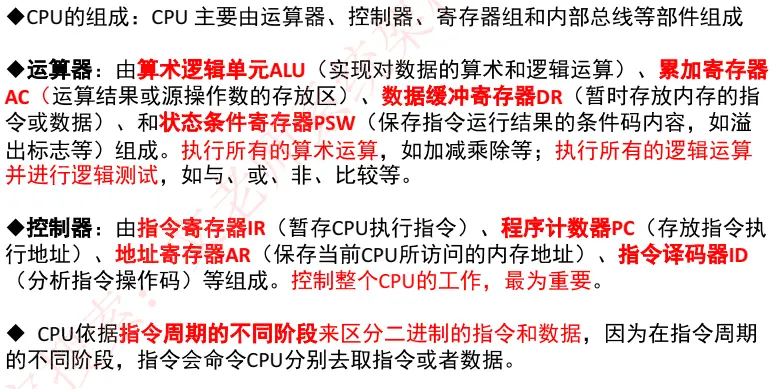 ◆CPU的组成：CPU 主要由运算器、控制器、寄存器组和内部总线等部件组成
◆运算器：由算术逻辑单元ALU（实现对数据的算术和逻辑运算）、累加寄存器
AC（运算结果或源操作数的存放区）、数据缓冲寄存器DR（暂时存放内存的指
令或数据）、和状态条件寄存器PSW（保存指令运行结果的条件码内容，如溢
出标志等）组成。执行所有的算术运算，如加减乘除等；执行所有的逻辑运算
并进行逻辑测试，如与、或、非、比较等。
◆控制器：由指令寄存器IR（暂存CPU执行指令）、程序计数器PC（存放指令执
行地址）、地址寄存器AR（保存当前CPU所访问的内存地址）、指令译码器ID
（分析指令操作码）等组成。控制整个CPU的工作，最为重要。
◆ CPU依据指令周期的不同阶段来区分二进制的指令和数据，因为在指令周期
的不同阶段，指令会命令CPU分别去取指令或者数据。